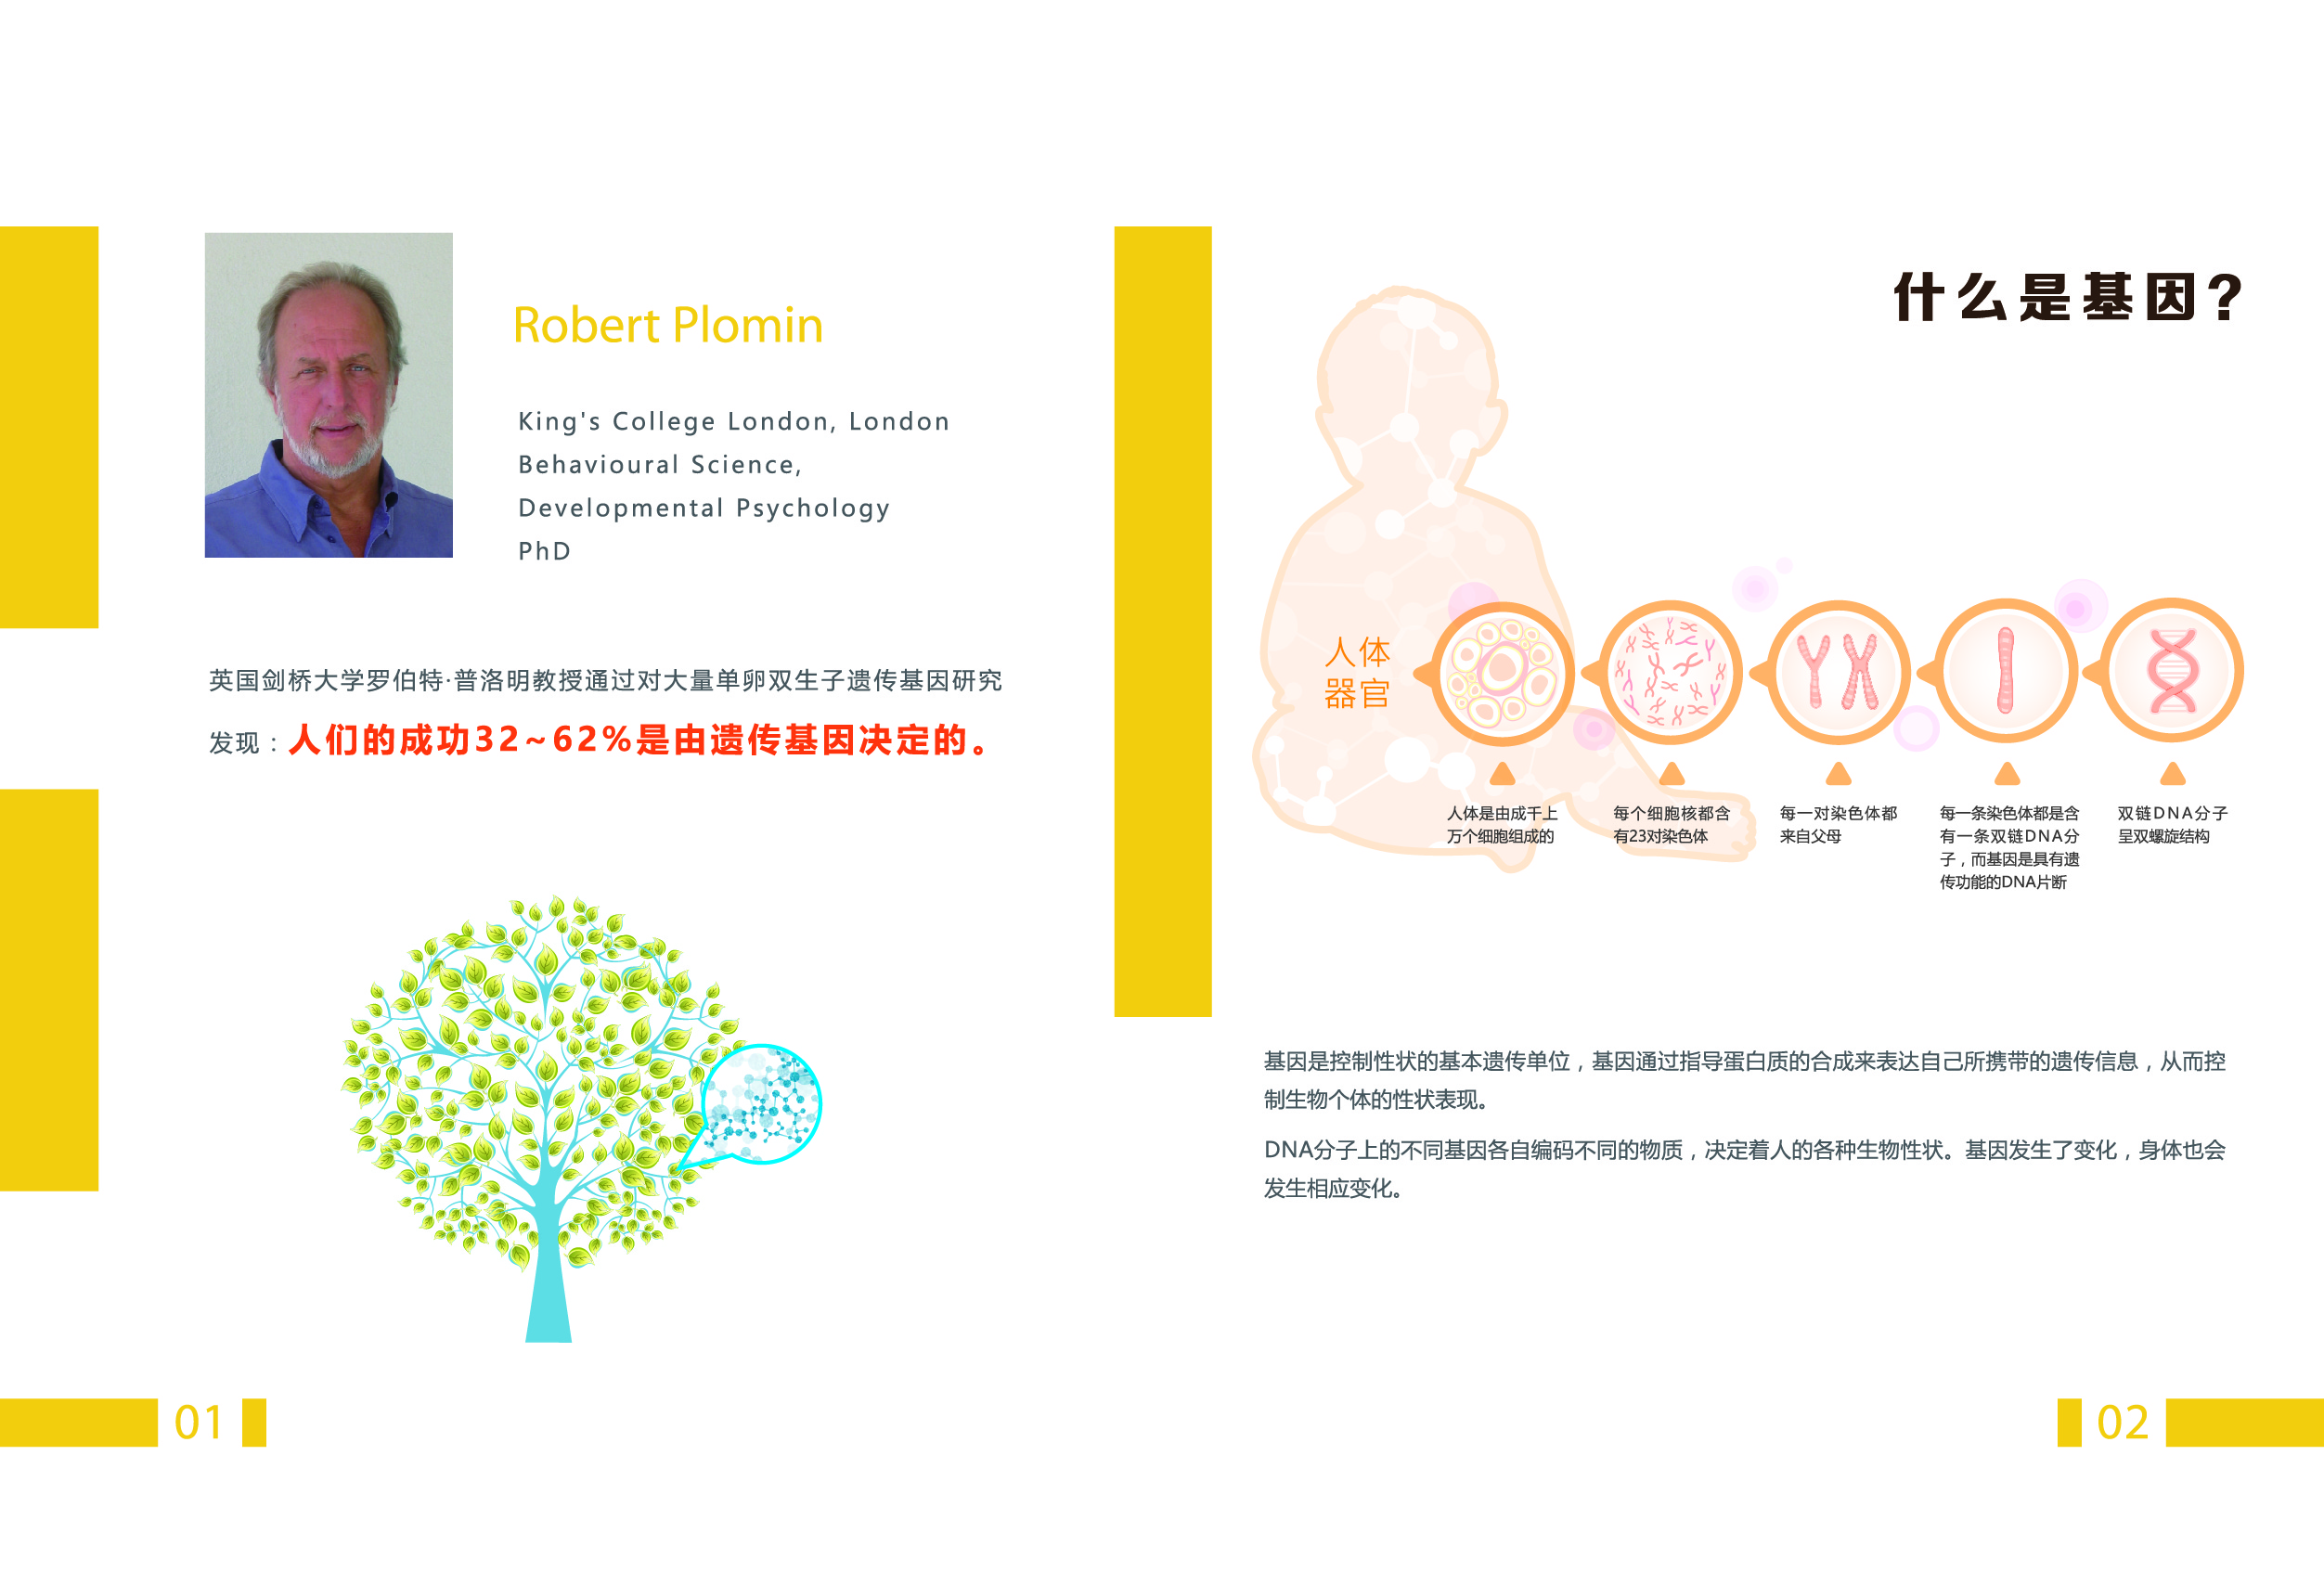 Robert Plomin
King's College London, London
Behavioural Science,
Developmental Psychology
PhD
英国剑桥大学罗伯特·普洛明教授通过对大量单卵双生子遗传基因研究
发现：人们的成功32~62%是由遗传基因决定的。
01
什么是基因?
人体
器官
人体是由成千上
万个细胞组成的
每个细胞核都含
有23对染色体
每一对染色体都
来自父母
每一条染色体都是含
有一条双链DNA分
子，而基因是具有遗
传功能的DNA片断
双链DNA分子
呈双螺旋结构
基因是控制性状的基本遗传单位，基因通过指导蛋白质的合成来表达自己所携带的遗传信息，从而控
制生物个体的性状表现。
DNA分子上的不同基因各自编码不同的物质，决定着人的各种生物性状。基因发生了变化，身体也会
发生相应变化。
02